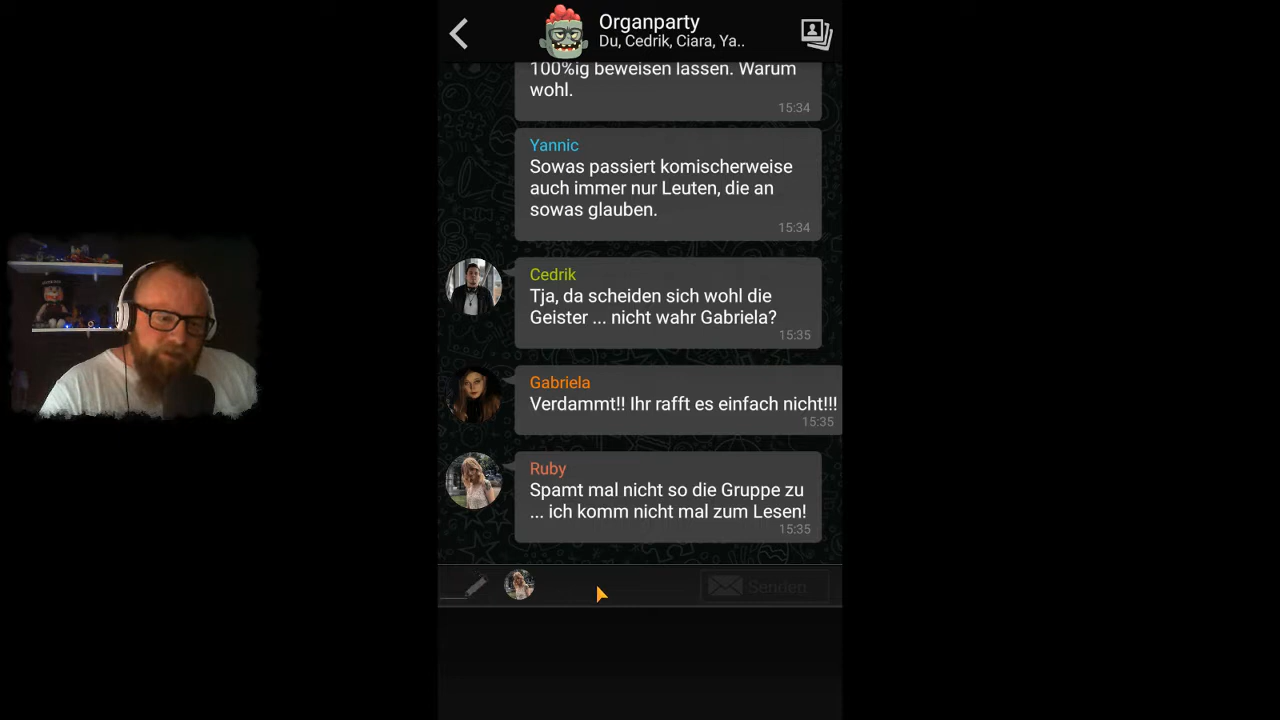 Organparty
Du, Cedrik, Ciara, Ya..
100%ig beweisen lassen. Warum
wohl.
15:34
Yannic
Sowas passiert komischerweise
auch immer nur Leuten, die an
sowas glauben.
15:34
Cedrik
Tja, da scheiden sich wohl die
Geister ... nicht wahr Gabriela?
15:35
Gabriela
Verdammt!! Ihr rafft es einfach nicht!!!
15:35
Ruby
Spamt mal nicht so die Gruppe zu
... ich komm nicht mal zum Lesen!
15:35
Senden